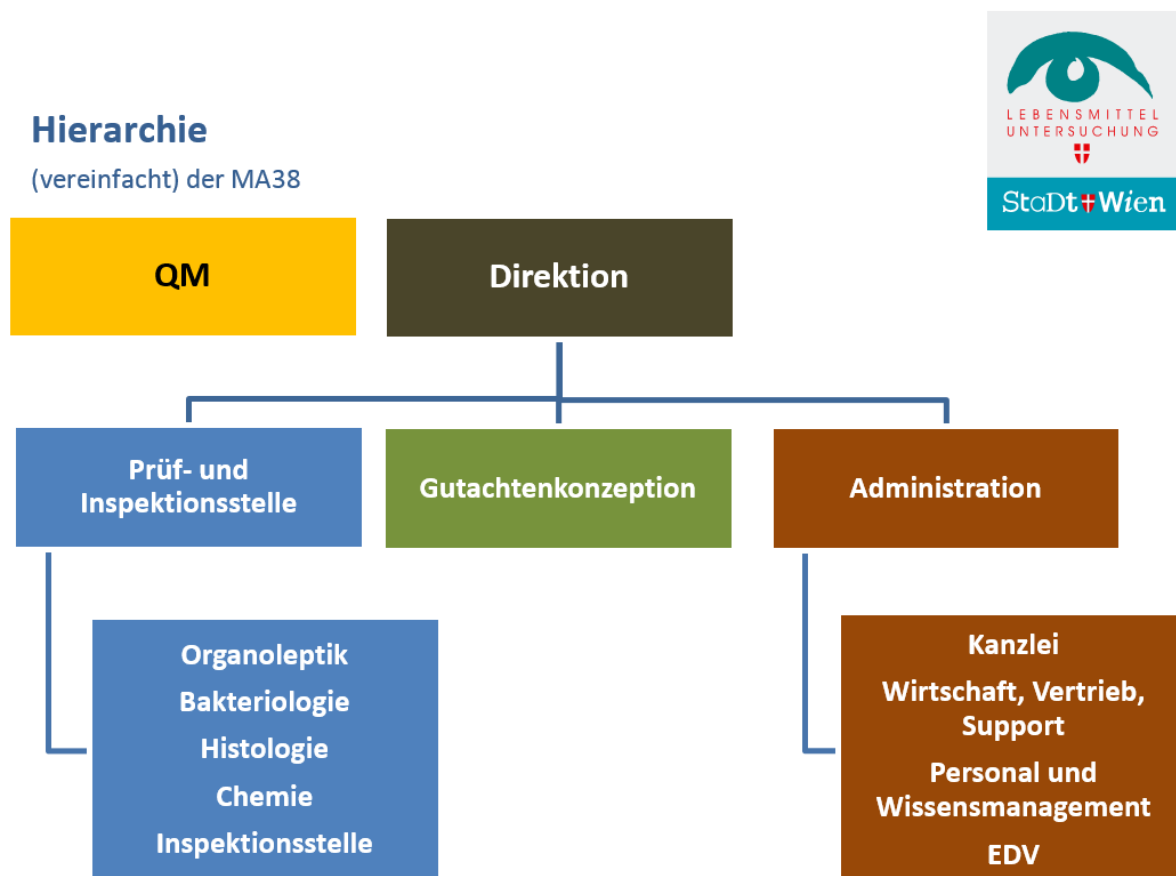 LEBENSMITTEL
UNTERSUCHUNG
StaDt Wien
Hierarchie
(vereinfacht) der MA38
QM
Direktion
Prüf- und
Inspektionsstelle
Gutachtenkonzeption
Administration
Organoleptik
Bakteriologie
Histologie
Chemie
Inspektionsstelle
Kanzlei
Wirtschaft, Vertrieb,
Support
Personal und
Wissensmanagement
EDV